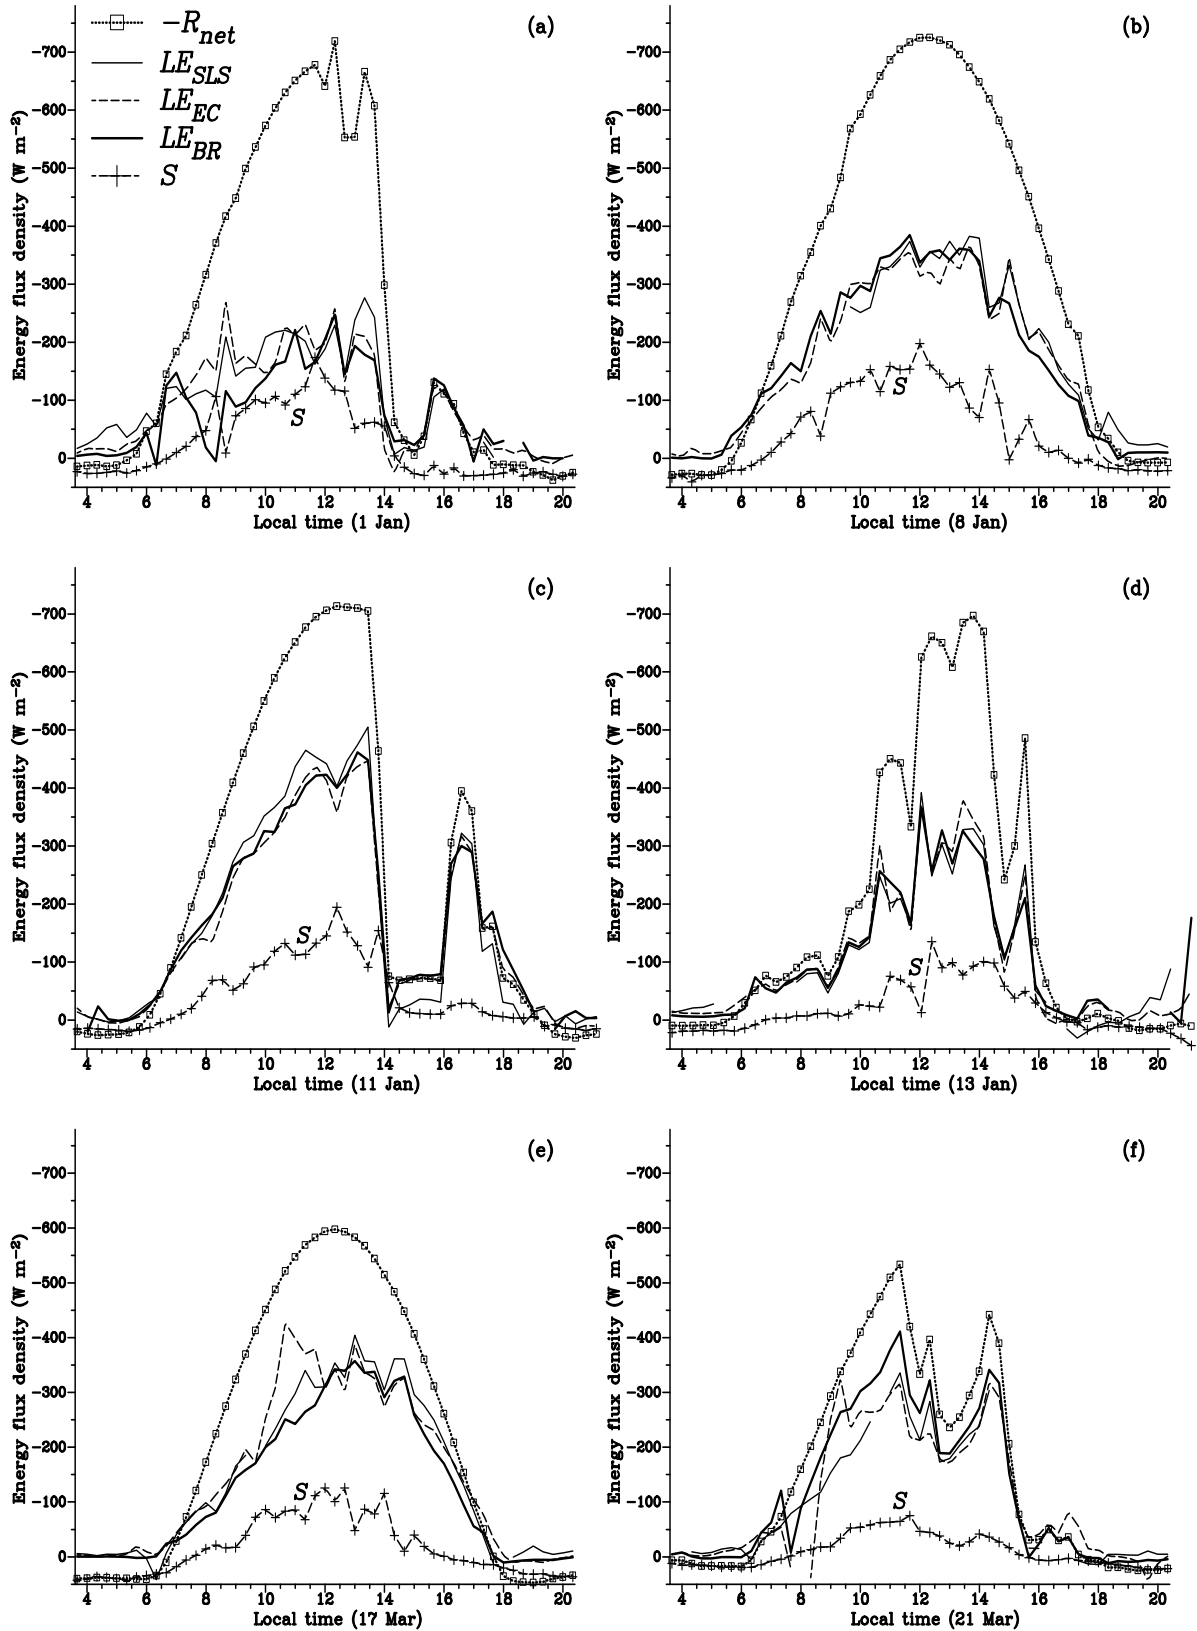 -R_net
LE_SLS
LE_EC
LE_BR
S
(a)
Energy flux density (W m⁻²)
-700
-600
-500
-400
-300
-200
-100
0
S
4 6 8 10 12 14 16 18 20
Local time (1 Jan)
(b)
Energy flux density (W m⁻²)
-700
-600
-500
-400
-300
-200
-100
0
S
4 6 8 10 12 14 16 18 20
Local time (8 Jan)
(c)
Energy flux density (W m⁻²)
-700
-600
-500
-400
-300
-200
-100
0
S
4 6 8 10 12 14 16 18 20
Local time (11 Jan)
(d)
Energy flux density (W m⁻²)
-700
-600
-500
-400
-300
-200
-100
0
S
4 6 8 10 12 14 16 18 20
Local time (13 Jan)
(e)
Energy flux density (W m⁻²)
-700
-600
-500
-400
-300
-200
-100
0
S
4 6 8 10 12 14 16 18 20
Local time (17 Mar)
(f)
Energy flux density (W m⁻²)
-700
-600
-500
-400
-300
-200
-100
0
S
4 6 8 10 12 14 16 18 20
Local time (21 Mar)